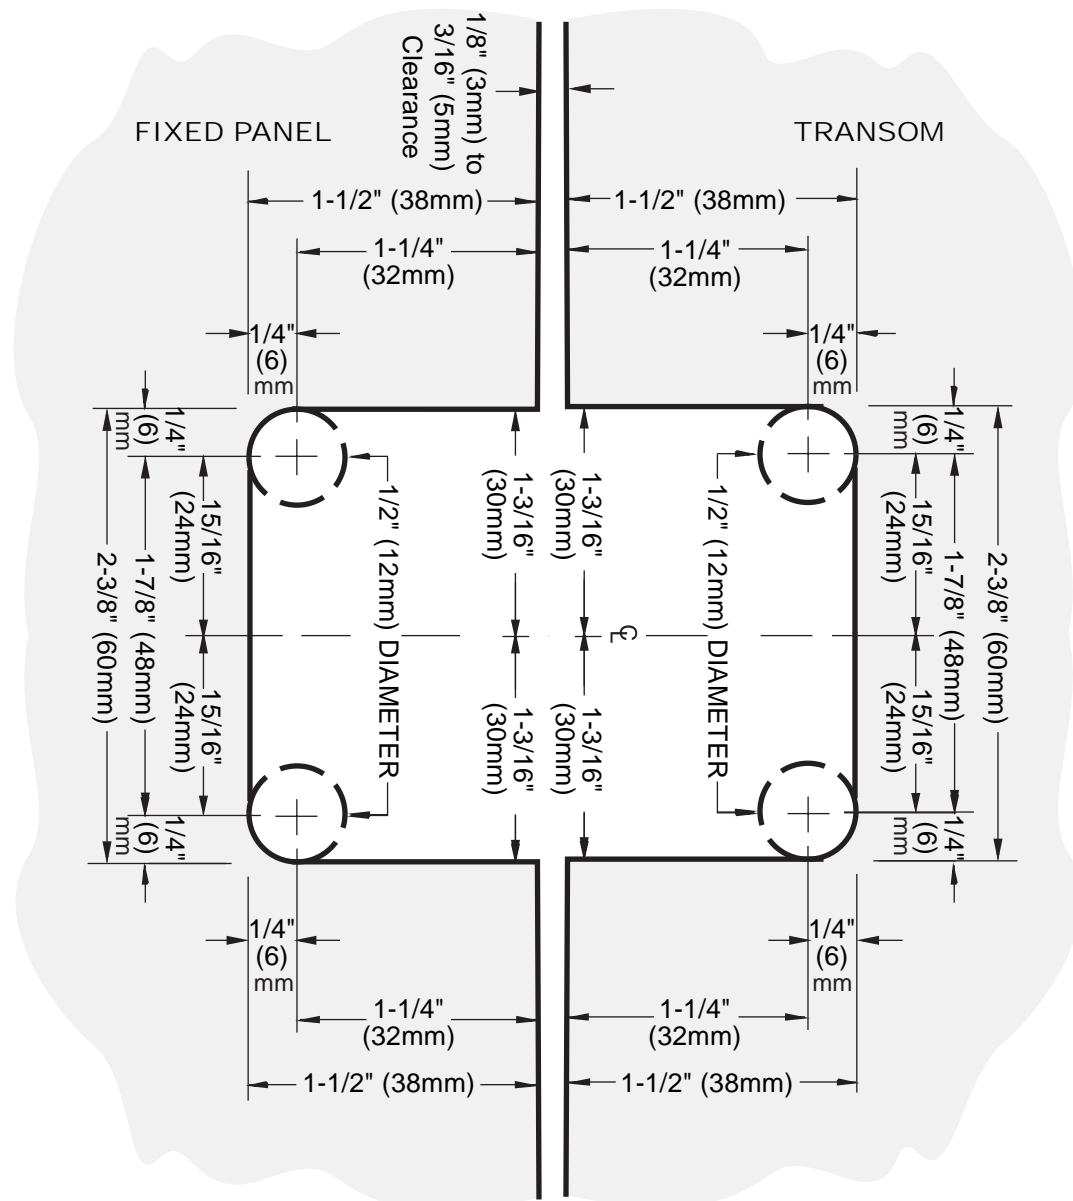 1/8" (3mm) to
3/16" (5mm)
Clearance
FIXED PANEL
TRANSOM
1-1/2" (38mm)
1-1/2" (38mm)
1-1/4"
(32mm)
1-1/4"
(32mm)
1/4"
(6)
mm
1/4"
(6)
mm
1/4"
(6)
mm
1/4"
(6)
mm
2-3/8" (60mm)
1-7/8" (48mm)
15/16"
(24mm)
1/2" (12mm) DIAMETER
1-3/16"
(30mm)
1-3/16"
(30mm)
1/2" (12mm) DIAMETER
15/16"
(24mm)
1-7/8" (48mm)
2-3/8" (60mm)
CL
15/16"
(24mm)
1-3/16"
(30mm)
1-3/16"
(30mm)
15/16"
(24mm)
1/4"
(6)
mm
1/4"
(6)
mm
1/4"
(6)
mm
1/4"
(6)
mm
1-1/4"
(32mm)
1-1/4"
(32mm)
1-1/2" (38mm)
1-1/2" (38mm)